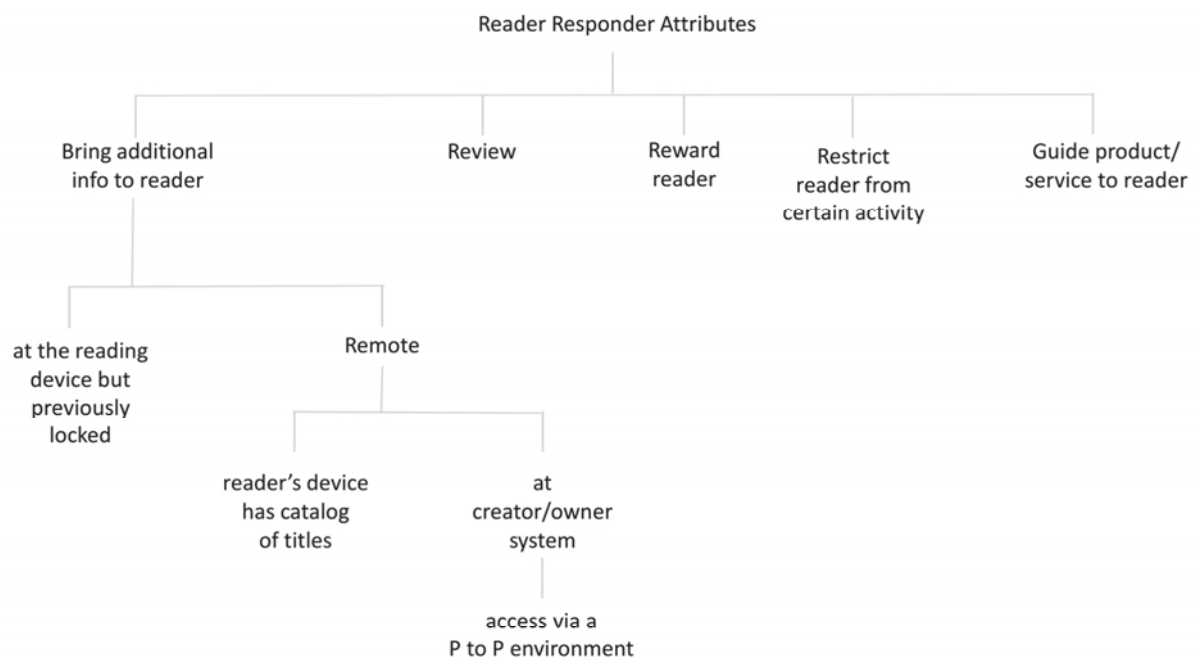 Reader Responder Attributes
Bring additional
info to reader
Review
Reward
reader
Restrict
reader from
certain activity
Guide product/
service to reader
at the reading
device but
previously
locked
Remote
reader’s device
has catalog
of titles
at
creator/owner
system
access via a
P to P environment